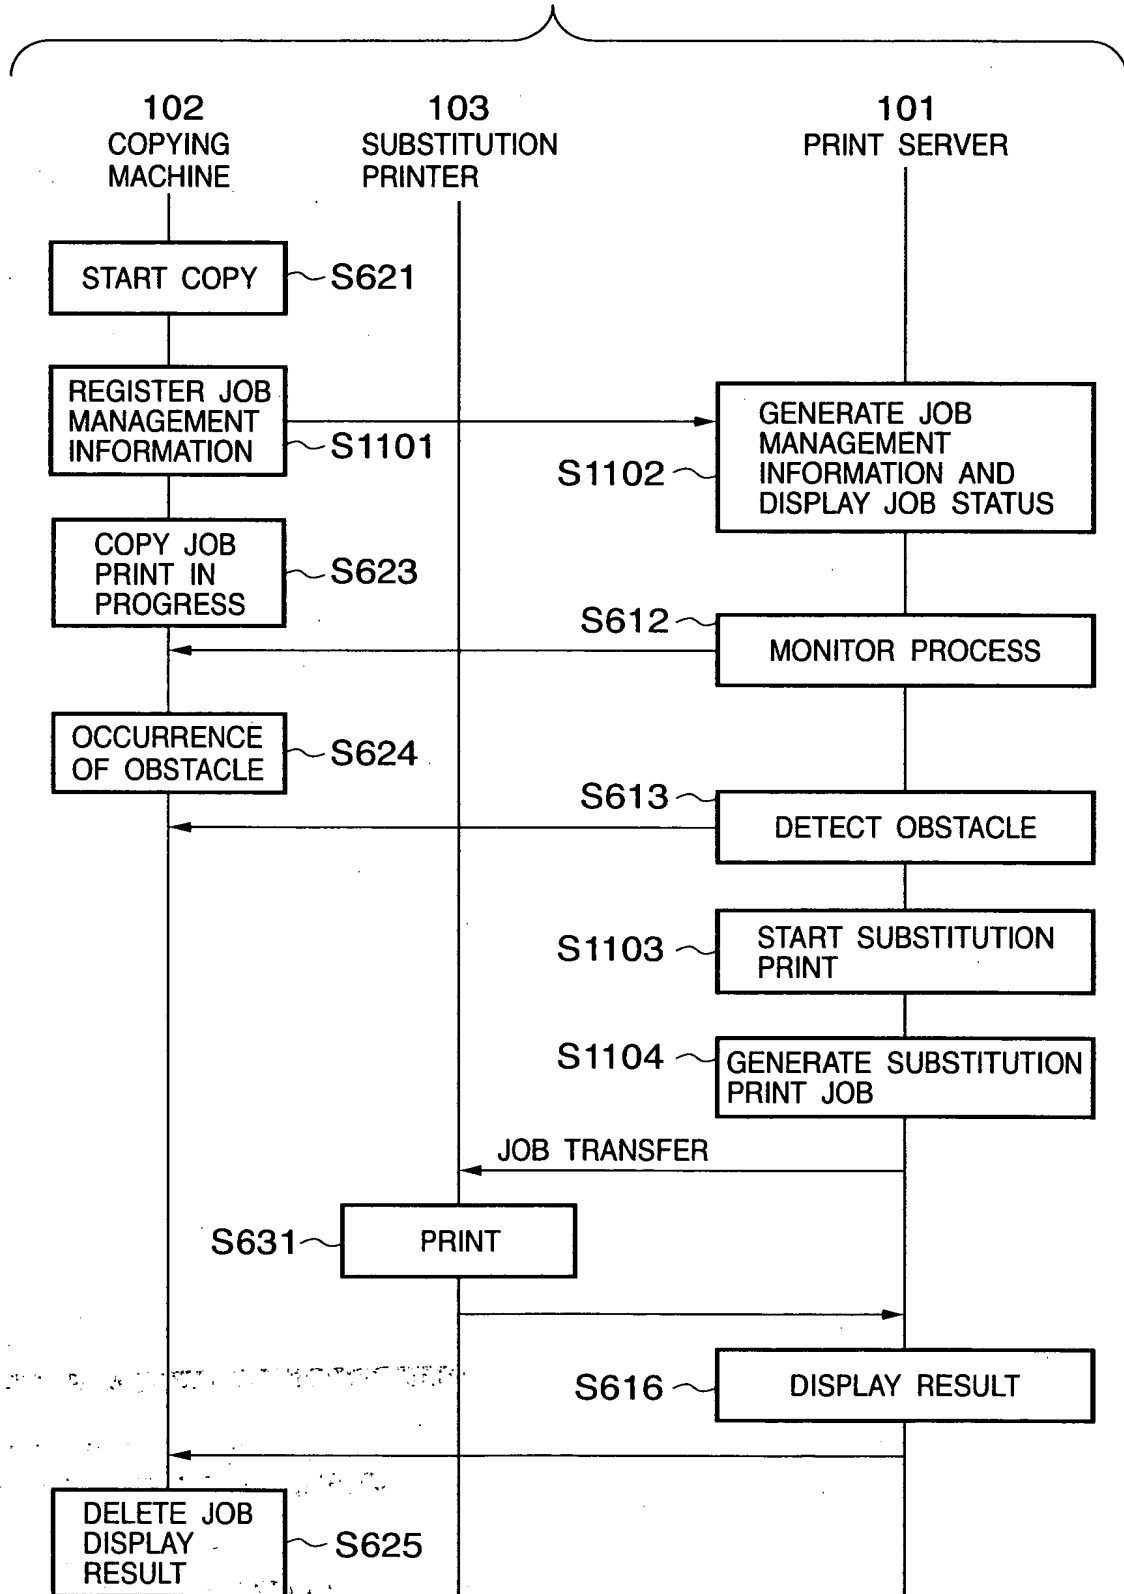 102
COPYING
MACHINE
103
SUBSTITUTION
PRINTER
101
PRINT SERVER
START COPY
S621
REGISTER JOB
MANAGEMENT
INFORMATION
S1101
GENERATE JOB
MANAGEMENT
INFORMATION AND
DISPLAY JOB STATUS
S1102
COPY JOB
PRINT IN
PROGRESS
S623
S612
MONITOR PROCESS
OCCURRENCE
OF OBSTACLE
S624
S613
DETECT OBSTACLE
S1103
START SUBSTITUTION
PRINT
S1104
GENERATE SUBSTITUTION
PRINT JOB
JOB TRANSFER
S631
PRINT
S616
DISPLAY RESULT
DELETE JOB
DISPLAY
RESULT
S625